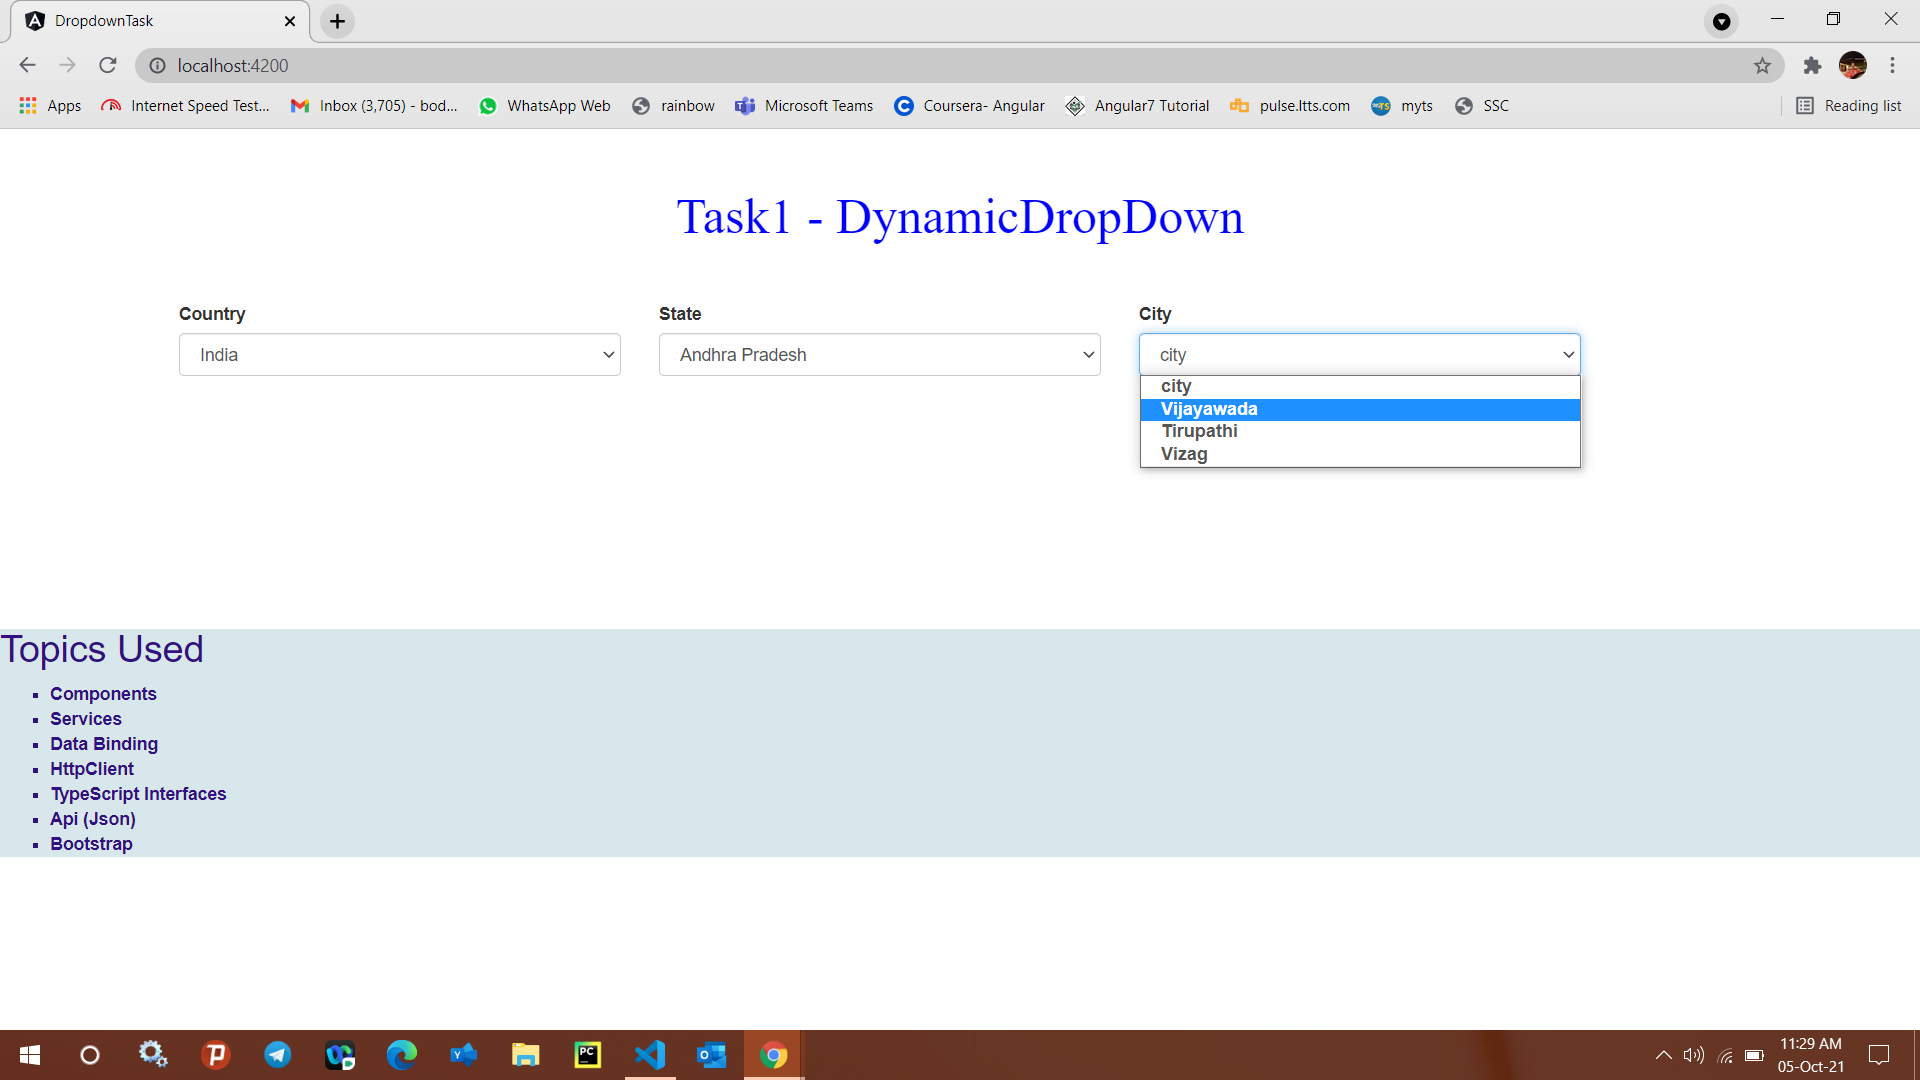 DropdownTask
localhost:4200
Apps Internet Speed Test... Inbox (3,705) - bod... WhatsApp Web rainbow Microsoft Teams Coursera- Angular Angular7 Tutorial pulse.ltts.com myts SSC Reading list
Task1 - DynamicDropDown
Country State City
India Andhra Pradesh city
city
Vijayawada
Tirupathi
Vizag
Topics Used
Components
Services
Data Binding
HttpClient
TypeScript Interfaces
Api (Json)
Bootstrap
11:29 AM
05-Oct-21